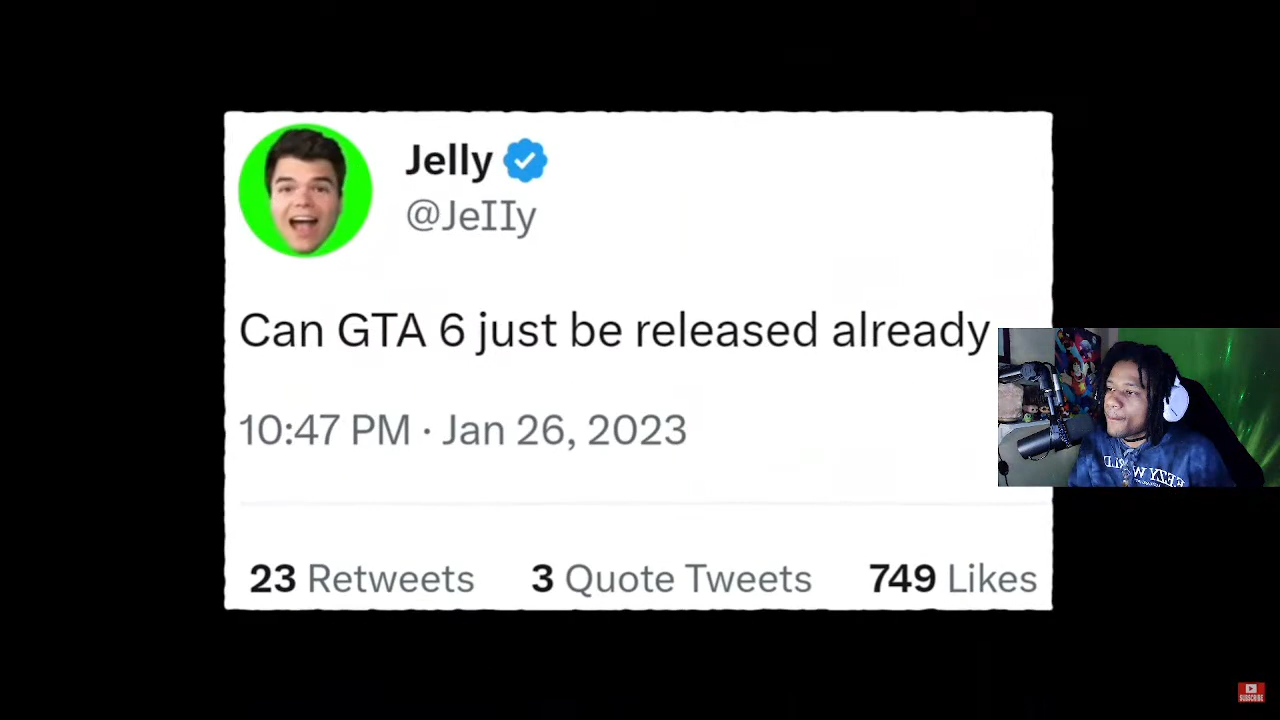 Jelly
@JeIIy
Can GTA 6 just be released already
10:47 PM · Jan 26, 2023
23 Retweets 3 Quote Tweets 749 Likes
SUBSCRIBE